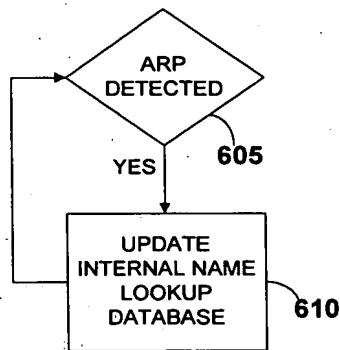 ARP
DETECTED
605
YES
UPDATE
INTERNAL NAME
LOOKUP
DATABASE
610